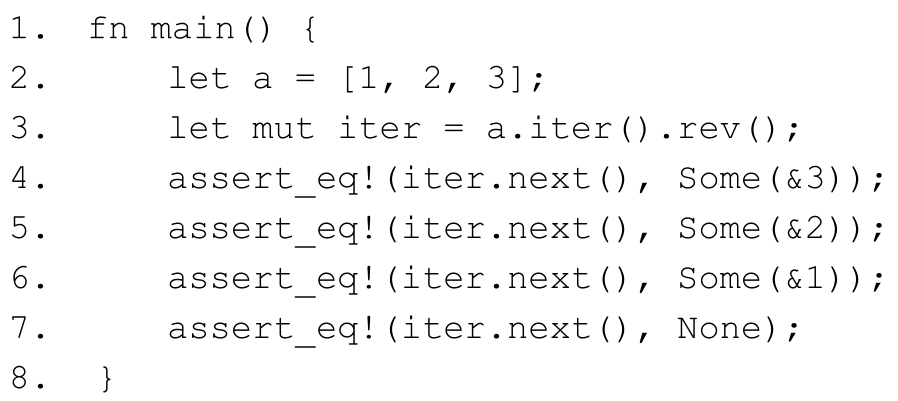 1.  fn main() {
2.      let a = [1, 2, 3];
3.      let mut iter = a.iter().rev();
4.      assert_eq!(iter.next(), Some(&3));
5.      assert_eq!(iter.next(), Some(&2));
6.      assert_eq!(iter.next(), Some(&1));
7.      assert_eq!(iter.next(), None);
8.  }